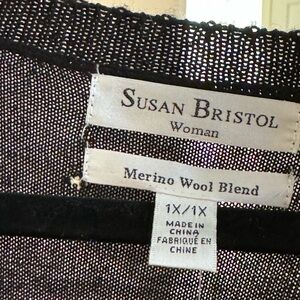 SUSAN BRISTOL
Woman
Merino Wool Blend
1X/1X
MADE IN
CHINA
FABRIQUÉ EN
CHINE